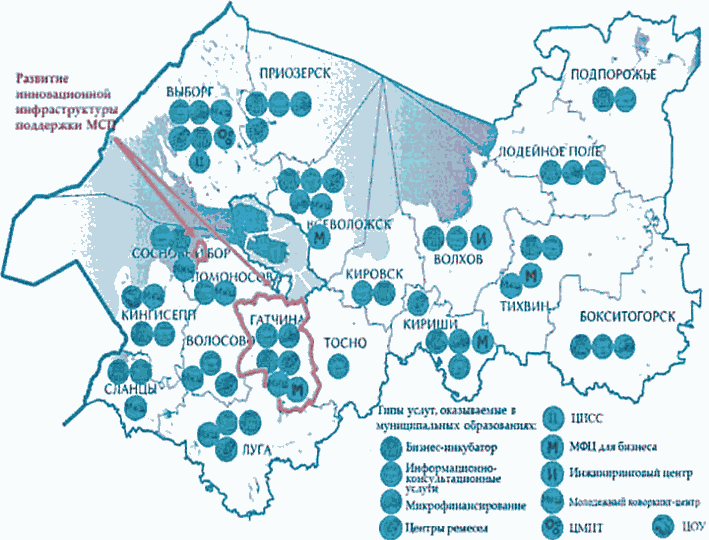 Развитие
инновационной
инфраструктуры
поддержки МСП
ПРИОЗЕРСК
ВЫБОРГ
ПОДПОРОЖЬЕ
ЛОДЕЙНОЕ ПОЛЕ
ВСЕВОЛОЖСК
М
СОСНОВЫЙ БОР
ЛОМОНОСОВ
КИРОВСК
И
ВОЛХОВ
М
ТИХВИН
КИНГИСЕПП
ГАТЧИНА
ВОЛОСОВО
ТОСНО
КИРИШИ
М
БОКСИТОГОРСК
СЛАНЦЫ
М
ЛУГА
Типы услуг, оказываемые в
муниципальных образованиях:
Бизнес-инкубатор
Информационно-
консультационные
услуги
Микрофинансирование
Центры ремесел
Ц ЦИСС
М МФЦ для бизнеса
И Инжиниринговый центр
Молодежный коворкинг-центр
ЦМИТ
ЦОУ